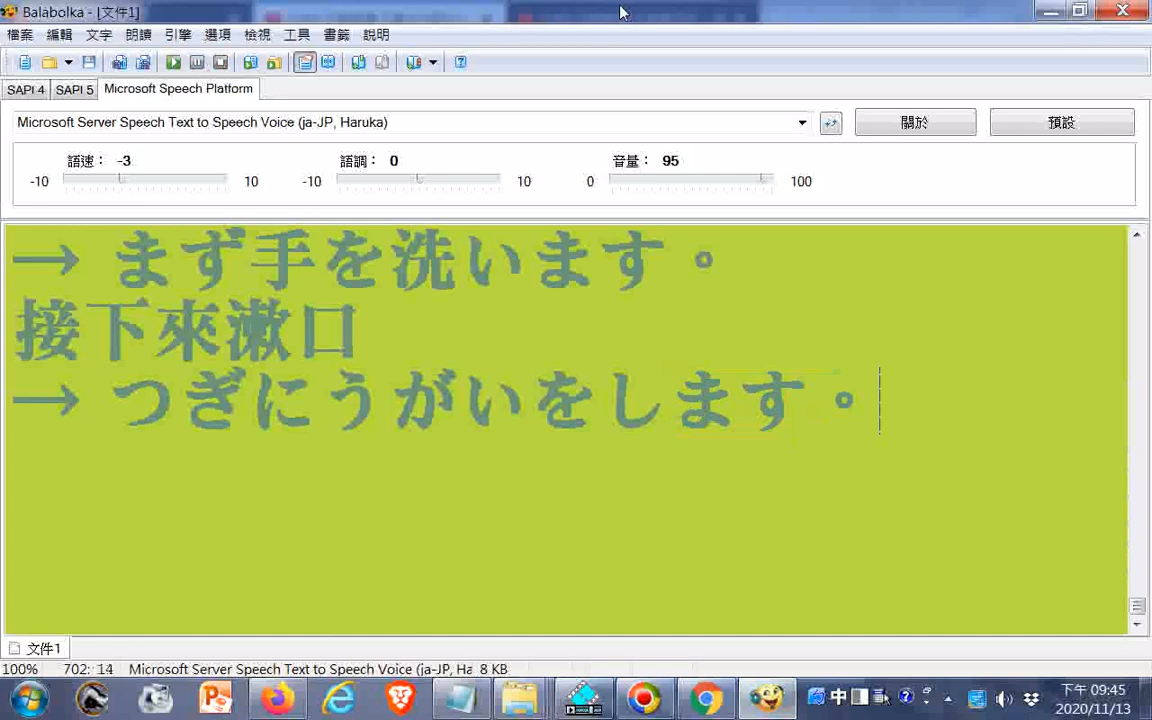 Balabolka - [文件1]
檔案 編輯 文字 朗讀 引擎 選項 檢視 工具 書籤 說明
SAPI 4 SAPI 5 Microsoft Speech Platform
Microsoft Server Speech Text to Speech Voice (ja-JP, Haruka) 關於 預設
語速： -3 語調： 0 音量： 95
-10 10 -10 10 0 100
→ まず手を洗います。
接下來漱口
→ つぎにうがいをします。
文件1
100% 702: 14 Microsoft Server Speech Text to Speech Voice (ja-JP, Ha 8 KB
中 下午 09:45
2020/11/13